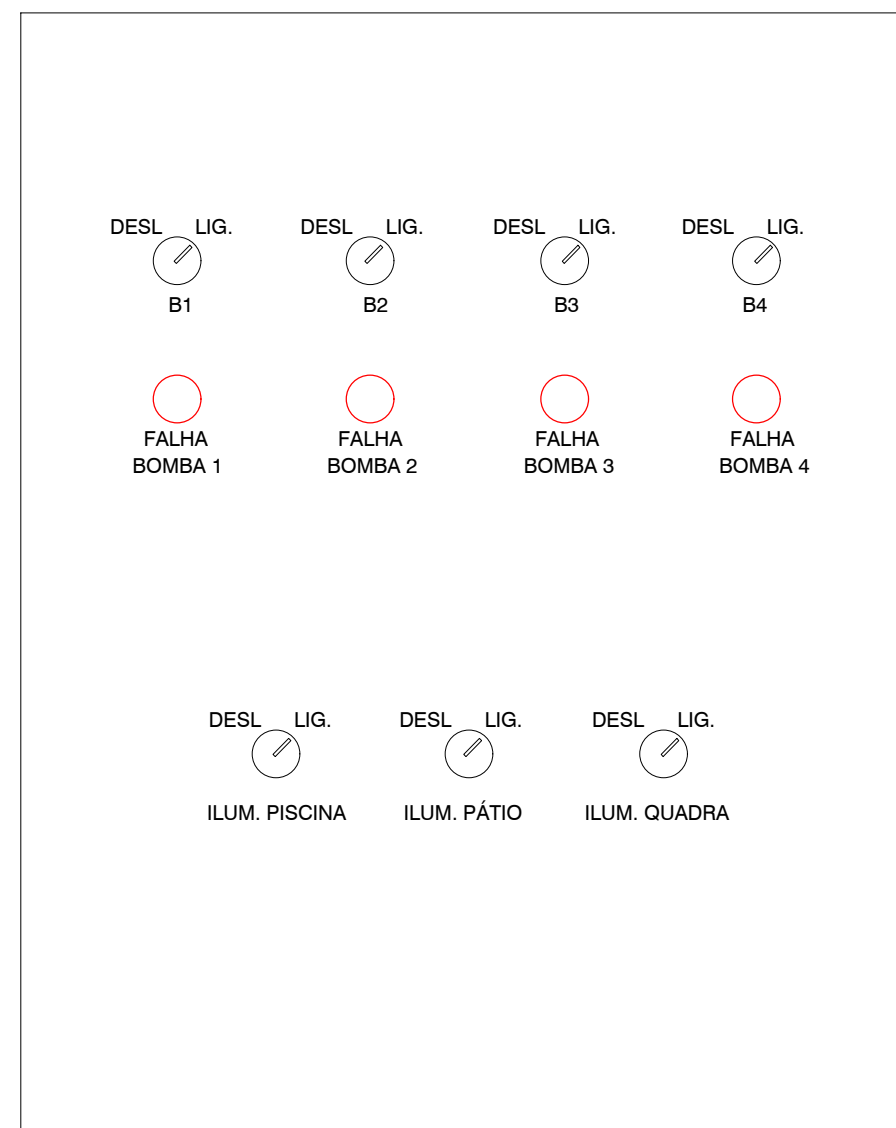 DESL LIG. DESL LIG. DESL LIG. DESL LIG.
B1 B2 B3 B4
FALHA FALHA FALHA FALHA
BOMBA 1 BOMBA 2 BOMBA 3 BOMBA 4
DESL LIG. DESL LIG. DESL LIG.
ILUM. PISCINA ILUM. PÁTIO ILUM. QUADRA